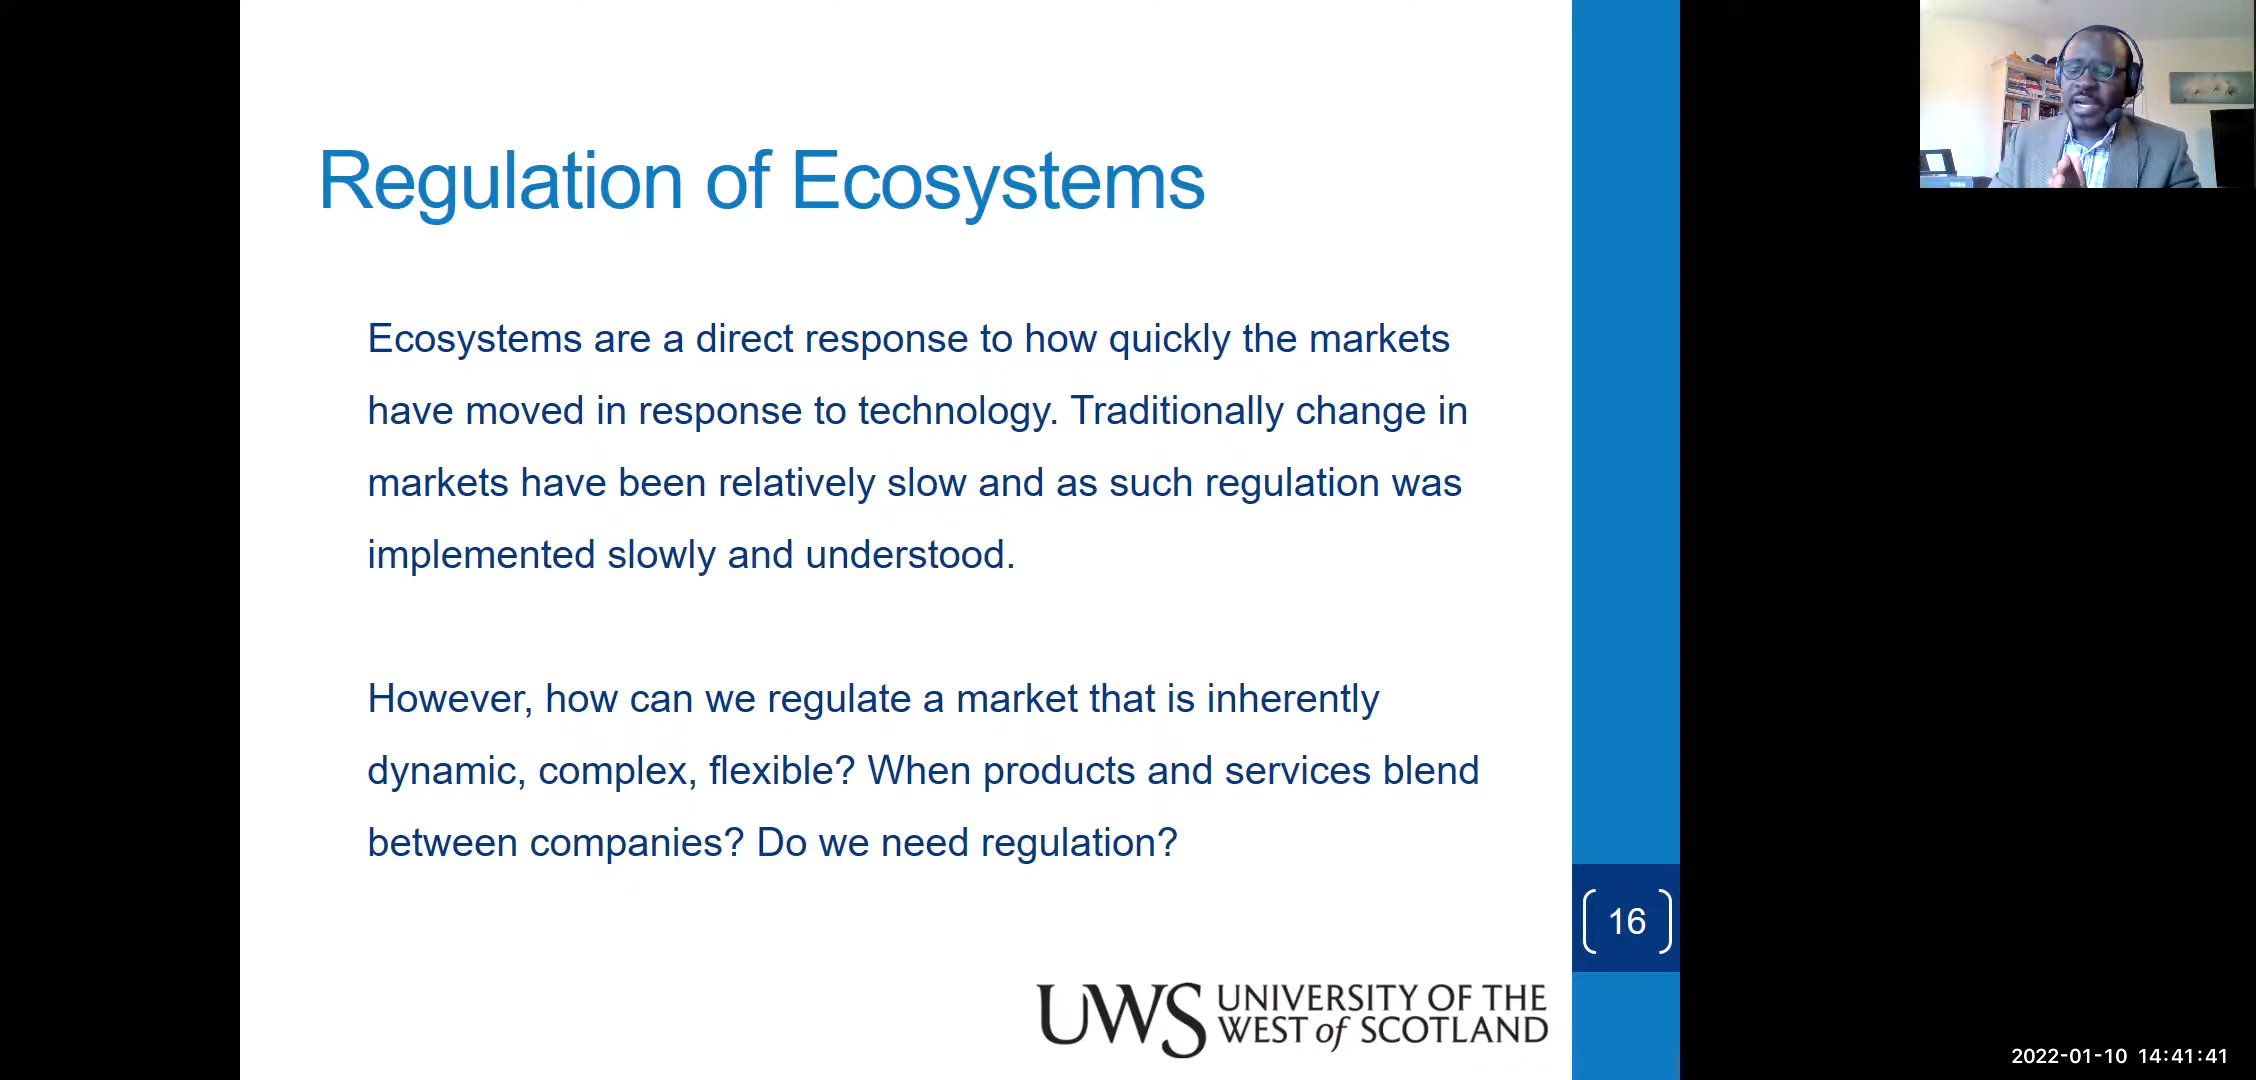 Regulation of Ecosystems
Ecosystems are a direct response to how quickly the markets
have moved in response to technology. Traditionally change in
markets have been relatively slow and as such regulation was
implemented slowly and understood.
However, how can we regulate a market that is inherently
dynamic, complex, flexible? When products and services blend
between companies? Do we need regulation?
16
UWS UNIVERSITY OF THE
WEST of SCOTLAND
2022-01-10 14:41:41